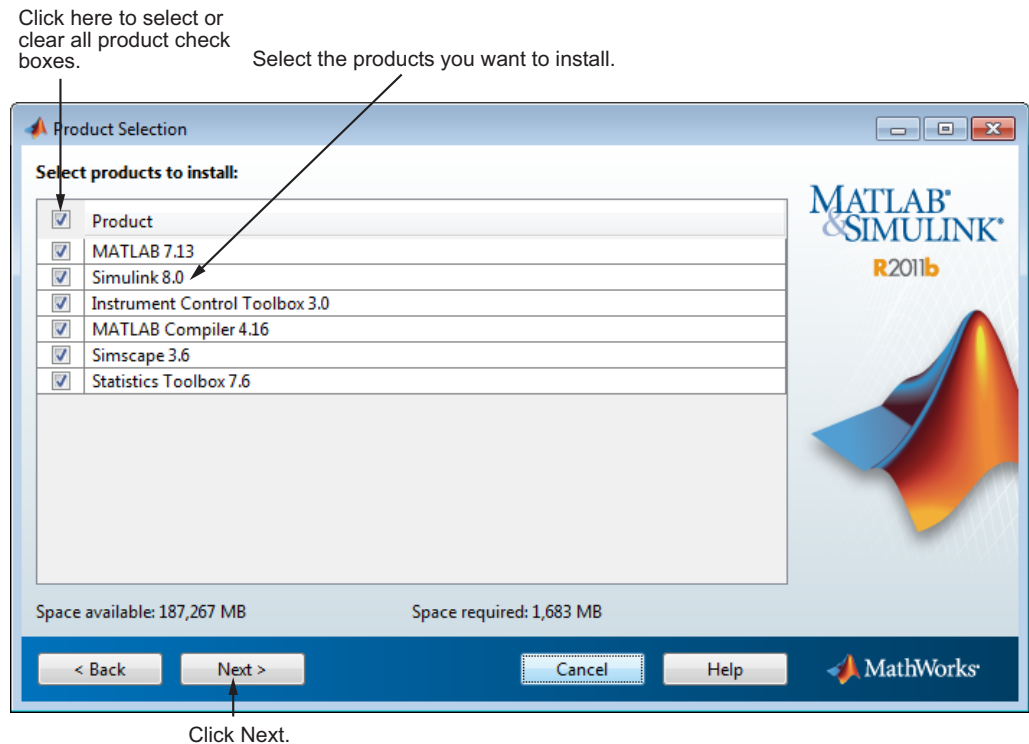 Click here to select or
clear all product check
boxes.
Select the products you want to install.
Product Selection
Select products to install:
Product
MATLAB 7.13
Simulink 8.0
Instrument Control Toolbox 3.0
MATLAB Compiler 4.16
Simscape 3.6
Statistics Toolbox 7.6
MATLAB®
&SIMULINK®
R2011b
Space available: 187,267 MB
Space required: 1,683 MB
< Back
Next >
Cancel
Help
MathWorks®
Click Next.